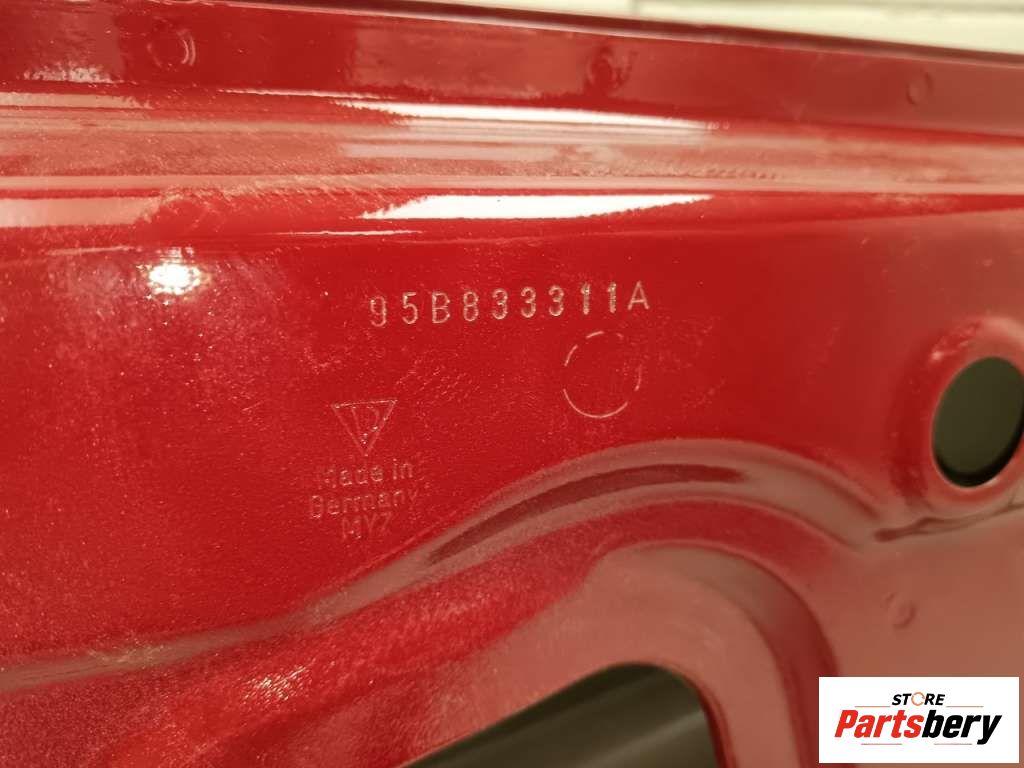 95B833311A
Made in
Germany
MYZ
STORE
Partsbery